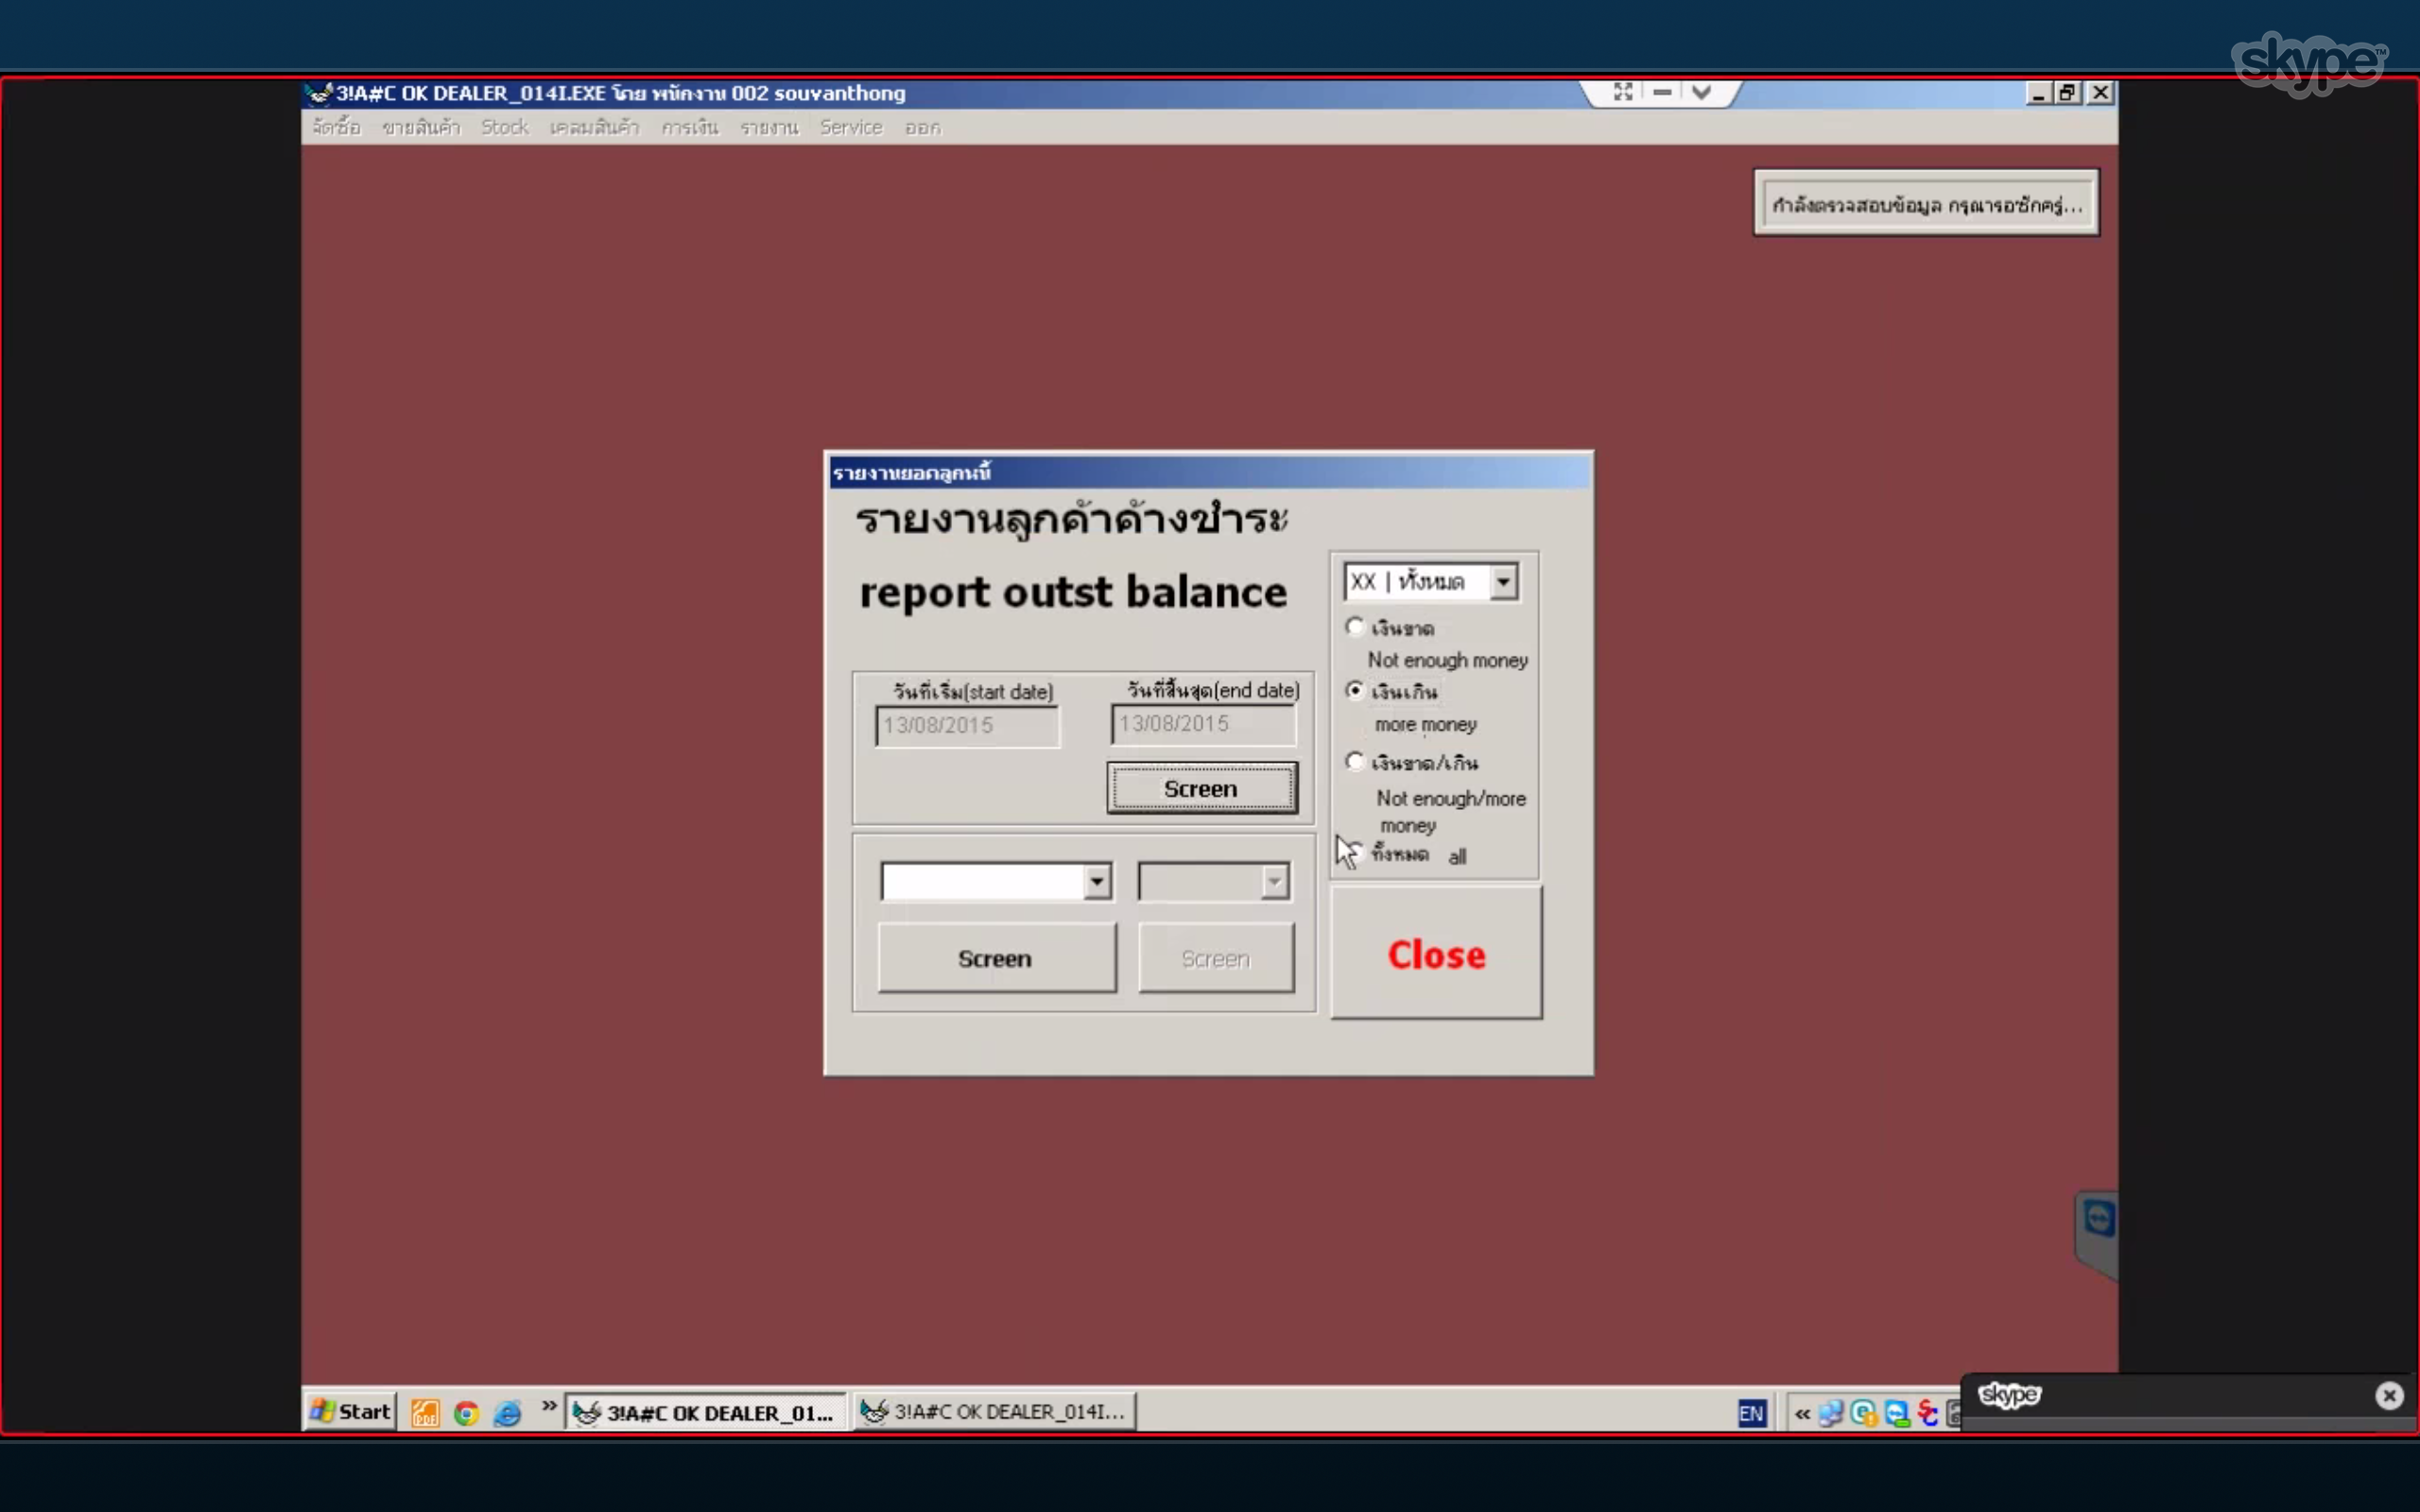 skype™
3!A#C OK DEALER_014I.EXE โดย พนักงาน 002 souvanthong
จัดซื้อ ขายสินค้า Stock เคลมสินค้า การเงิน รายงาน Service ออก
กำลังตรวจสอบข้อมูล กรุณารอซักครู่...
รายงานยอดลูกหนี้
รายงานลูกค้าค้างชำระ
report outst balance
XX | ทั้งหมด
เงินขาด
Not enough money
เงินเกิน
more money
เงินขาด/เกิน
Not enough/more
money
ทั้งหมด all
วันที่เริ่ม(start date) วันที่สิ้นสุด(end date)
13/08/2015 13/08/2015
Screen
Screen Screen
Close
Start » 3!A#C OK DEALER_01... 3!A#C OK DEALER_014I... EN «
skype